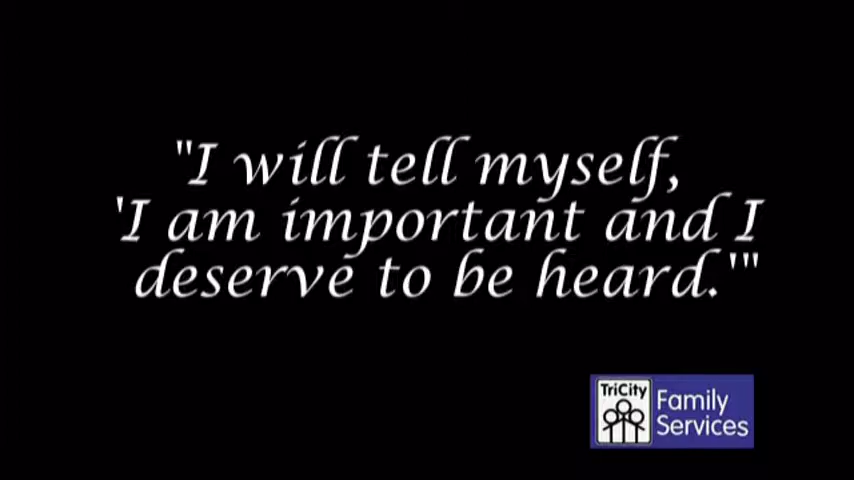 "I will tell myself,
'I am important and I
deserve to be heard.'"
TriCity
Family
Services